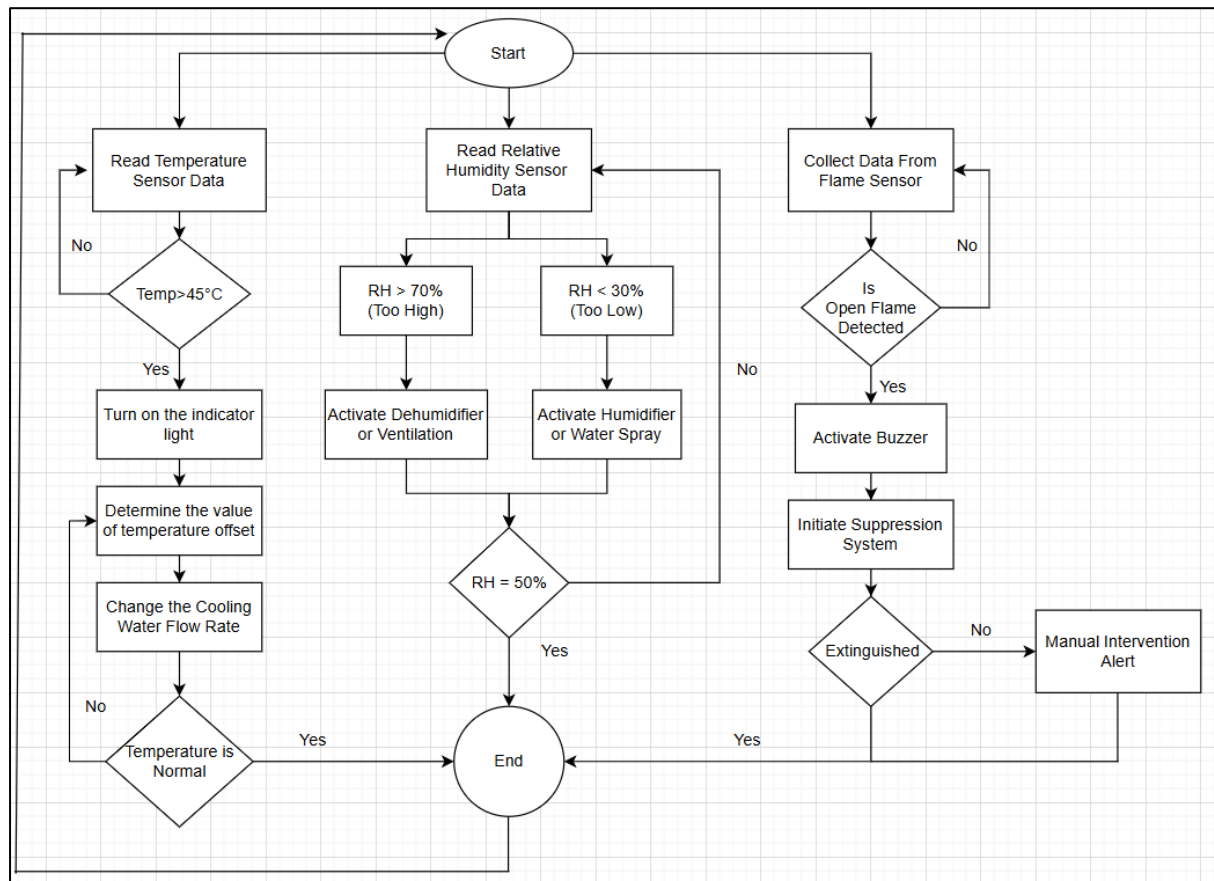 Start
Read Temperature
Sensor Data
No
Temp>45°C
Yes
Turn on the indicator
light
Determine the value
of temperature offset
Change the Cooling
Water Flow Rate
No
Temperature is
Normal
Yes
Read Relative
Humidity Sensor
Data
RH > 70%
(Too High)
RH < 30%
(Too Low)
Activate Dehumidifier
or Ventilation
Activate Humidifier
or Water Spray
No
RH = 50%
Yes
End
Collect Data From
Flame Sensor
No
Is
Open Flame
Detected
Yes
Activate Buzzer
Initiate Suppression
System
Extinguished
No
Manual Intervention
Alert
Yes